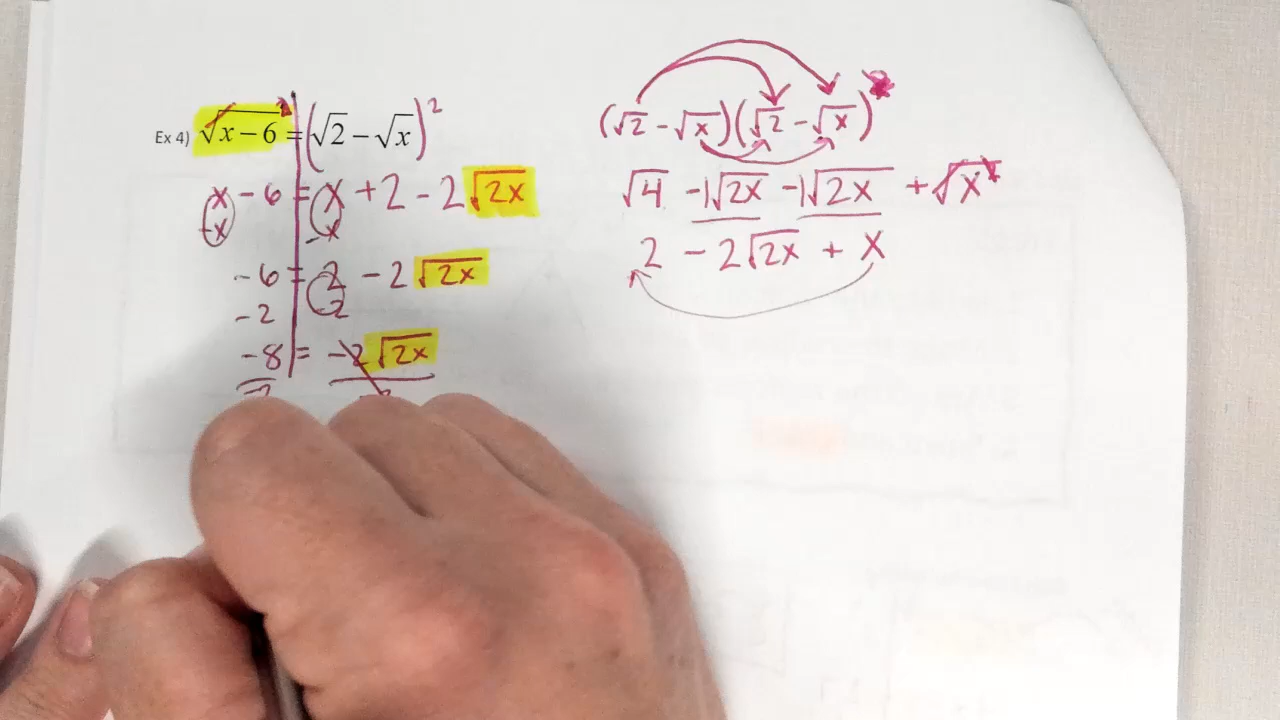 Ex 4) √x-6² = (√2 - √x)²
x - 6 = x + 2 - 2√2x
-x -x
-6 = 2 - 2√2x
-2 -2
-8 = -2√2x
(√2 - √x)(√2 - √x)
√4 -1√2x -1√2x + √x²
2 - 2√2x + x